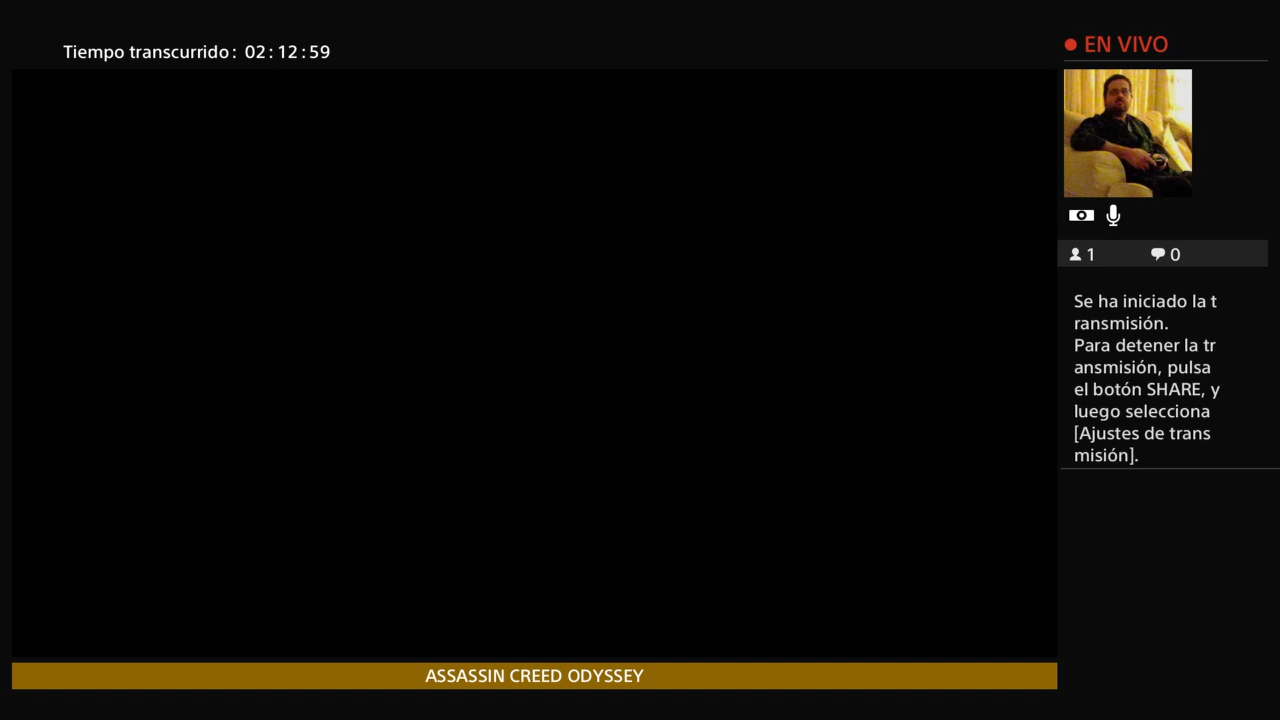 Tiempo transcurrido: 02:12:59
EN VIVO
1 0
Se ha iniciado la t
ransmisión.
Para detener la tr
ansmisión, pulsa
el botón SHARE, y
luego selecciona
[Ajustes de trans
misión].
ASSASSIN CREED ODYSSEY